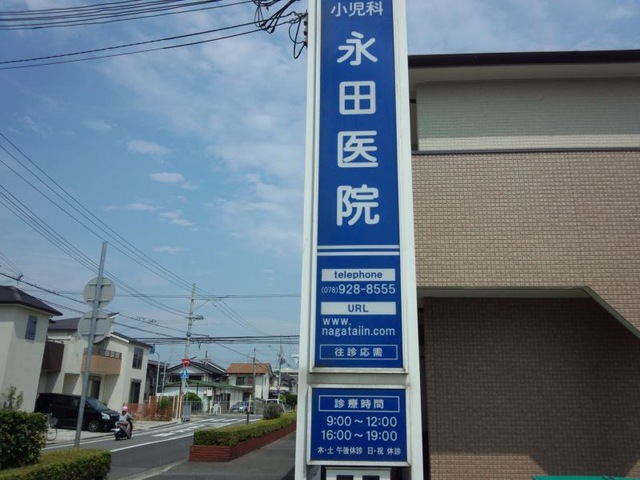 小児科
永田医院
telephone
(078)928-8555
URL
www.
nagataiin.com
往診応需
診療時間
9:00～12:00
16:00～19:00
木・土 午後休診 日・祝 休診